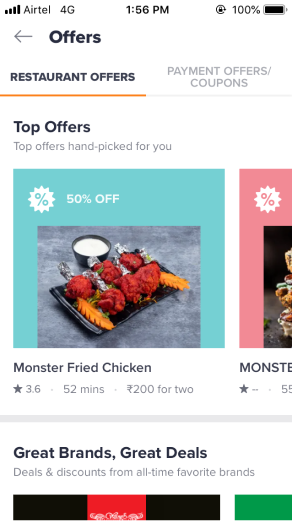 Airtel 4G 1:56 PM 100%
Offers
RESTAURANT OFFERS
PAYMENT OFFERS/
COUPONS
Top Offers
Top offers hand-picked for you
% 50% OFF %
Monster Fried Chicken MONSTE
★ 3.6 · 52 mins · ₹200 for two ★ -- · 55
Great Brands, Great Deals
Deals & discounts from all-time favorite brands